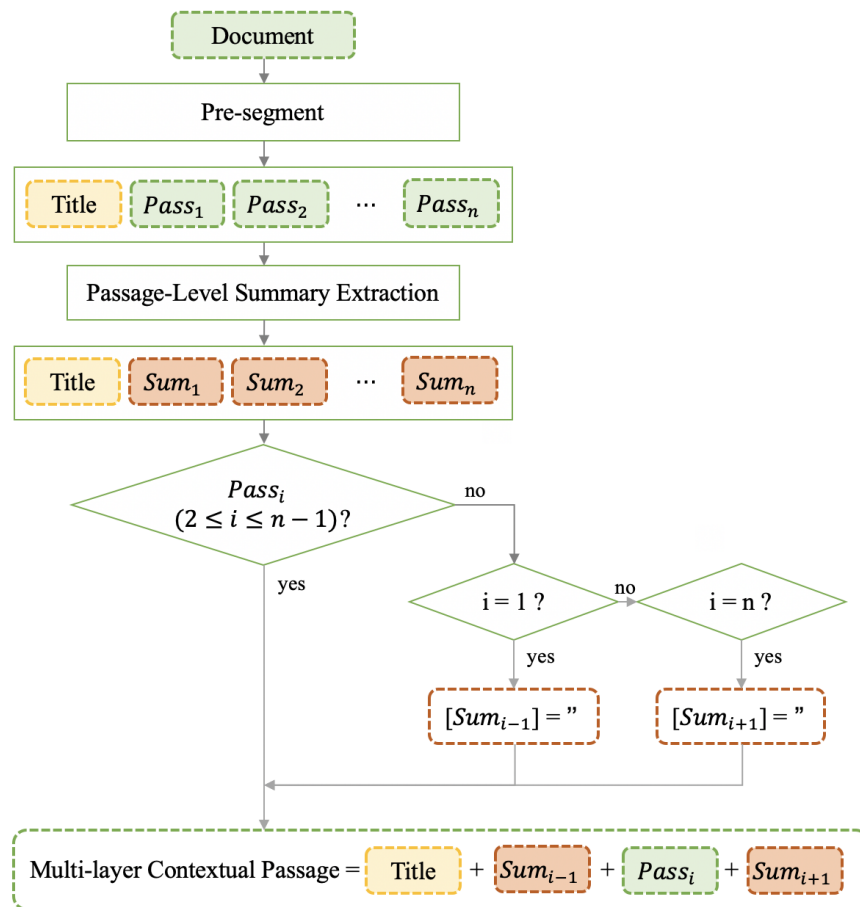 Document
Pre-segment
Title Pass₁ Pass₂ ⋯ Passₙ
Passage-Level Summary Extraction
Title Sum₁ Sum₂ ⋯ Sumₙ
Passᵢ
(2 ≤ i ≤ n − 1)?
no
yes
i = 1 ?
no
i = n ?
yes
yes
[Sumᵢ₋₁] = ”
[Sumᵢ₊₁] = ”
Multi-layer Contextual Passage = Title + Sumᵢ₋₁ + Passᵢ + Sumᵢ₊₁